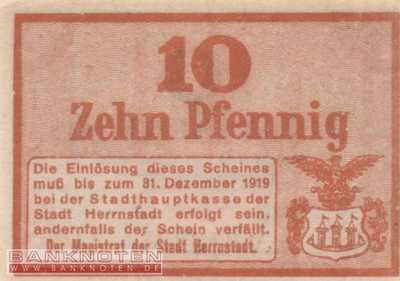 10
Zehn Pfennig
Die Einlösung dieses Scheines
muß bis zum 31. Dezember 1919
bei der Stadthauptkasse der
Stadt Herrnstadt erfolgt sein,
andernfalls der Schein verfällt.
Der Magistrat der Stadt Herrnstadt.
BANKNOTEN
WWW.BANKNOTEN.DE